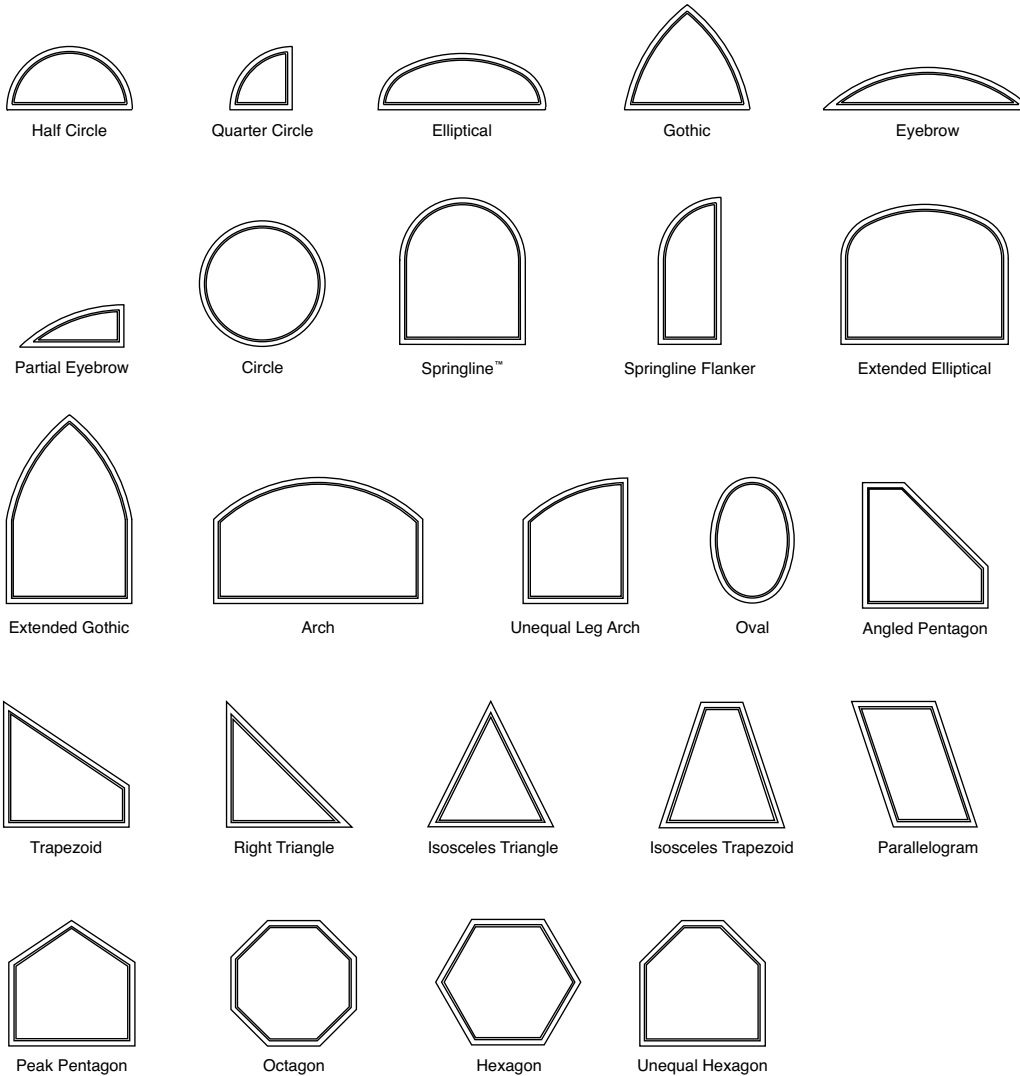 Half Circle
Quarter Circle
Elliptical
Gothic
Eyebrow
Partial Eyebrow
Circle
Springline™
Springline Flanker
Extended Elliptical
Extended Gothic
Arch
Unequal Leg Arch
Oval
Angled Pentagon
Trapezoid
Right Triangle
Isosceles Triangle
Isosceles Trapezoid
Parallelogram
Peak Pentagon
Octagon
Hexagon
Unequal Hexagon